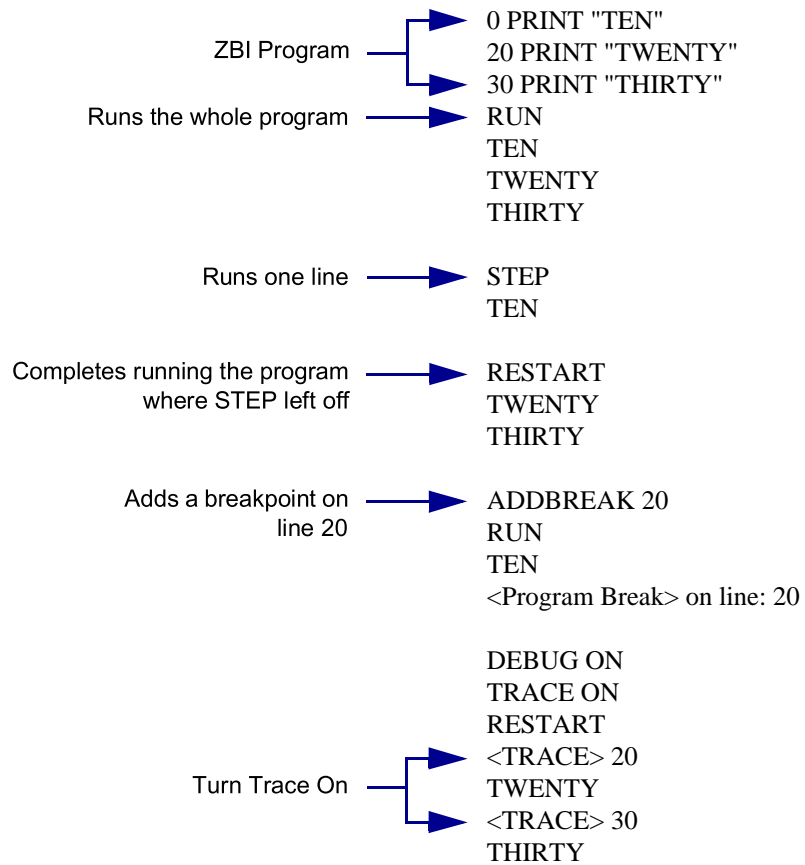 0 PRINT "TEN"
ZBI Program
20 PRINT "TWENTY"
30 PRINT "THIRTY"
Runs the whole program
RUN
TEN
TWENTY
THIRTY
Runs one line
STEP
TEN
Completes running the program
where STEP left off
RESTART
TWENTY
THIRTY
Adds a breakpoint on
line 20
ADDBREAK 20
RUN
TEN
<Program Break> on line: 20
DEBUG ON
TRACE ON
RESTART
<TRACE> 20
Turn Trace On
TWENTY
<TRACE> 30
THIRTY